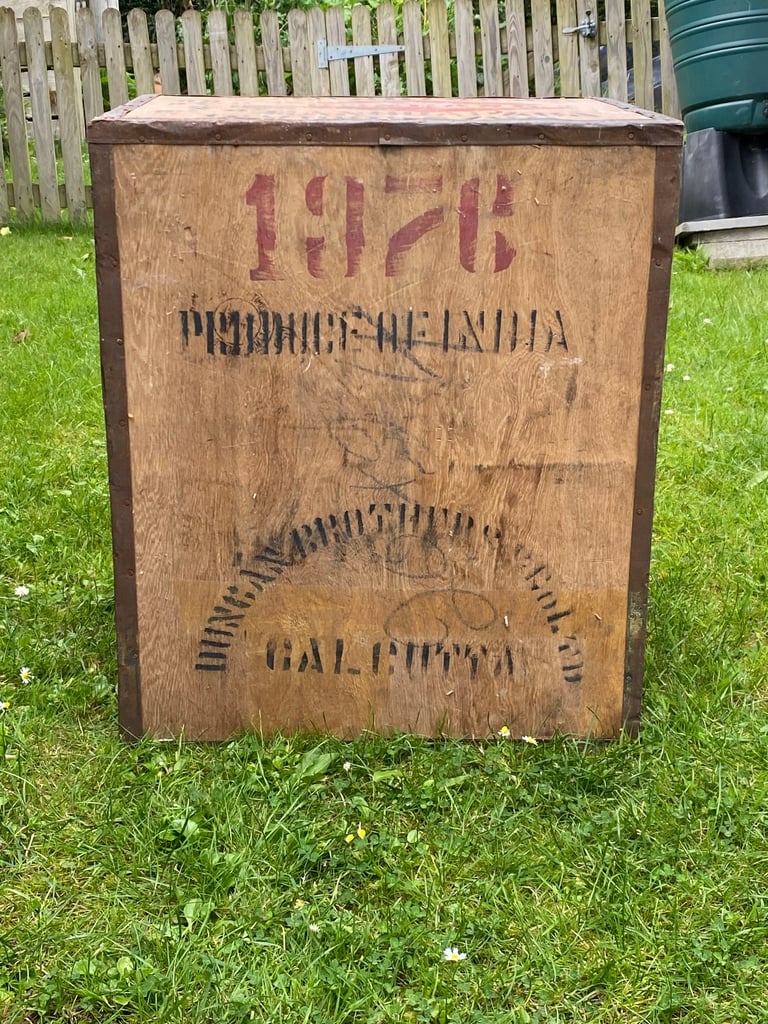 1976
PRODUCE OF INDIA
DUNCAN BROTHERS & CO LTD
CALCUTTA